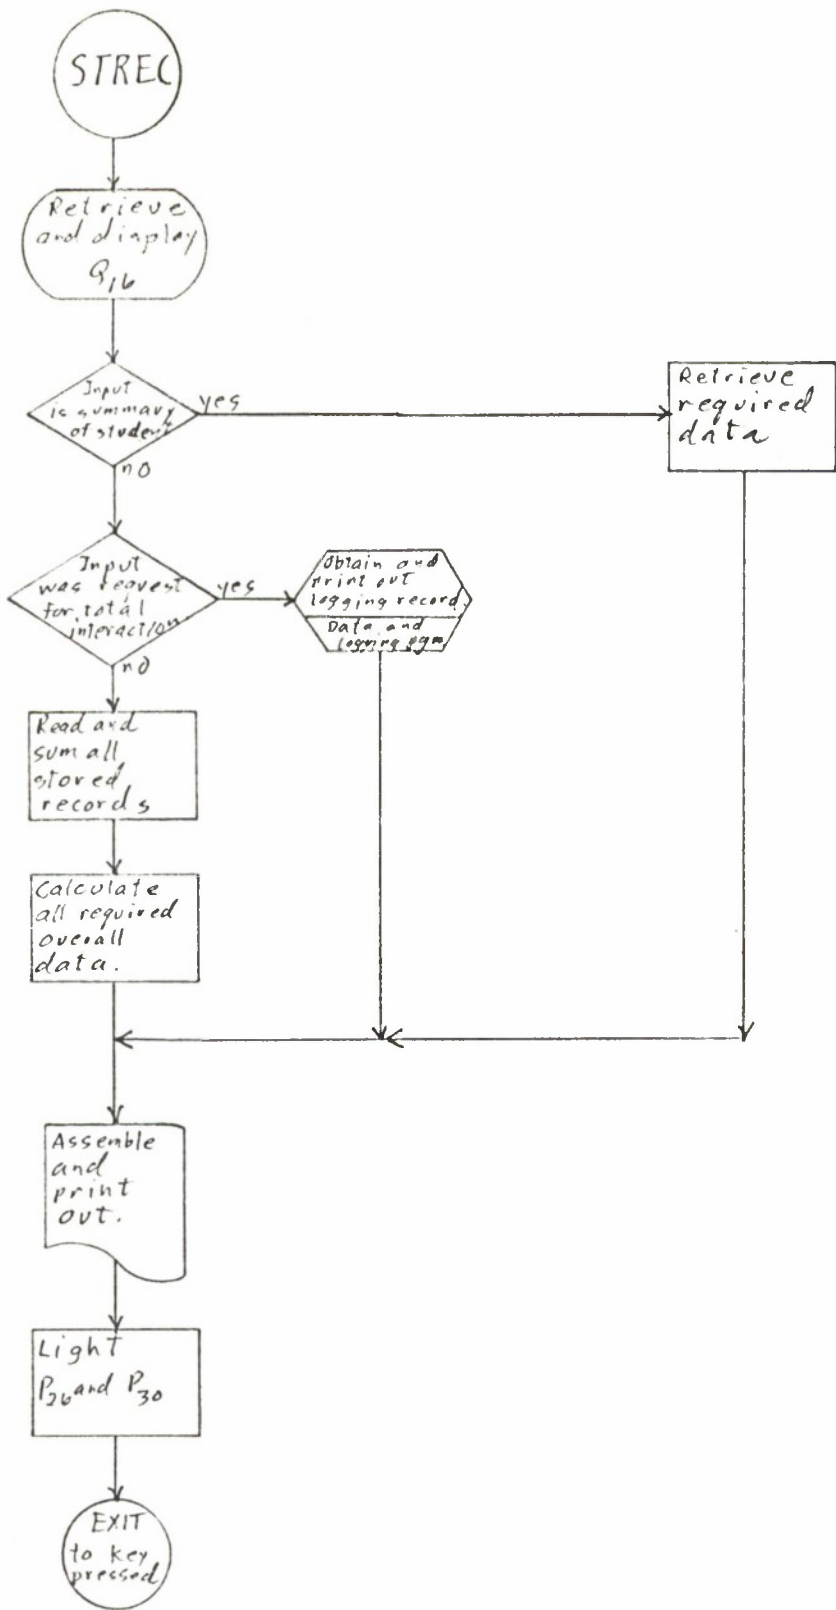 STREC
Retrieve
and display
Q16
Input
is summary
of student
yes
no
Retrieve
required
data
Input
was request
for total
interaction
yes
no
Obtain and
print out
logging record.
Data and
logging pgm
Read and
sum all
stored
records
Calculate
all required
overall
data.
Assemble
and
print
out.
Light
P26 and P30
EXIT
to key
pressed